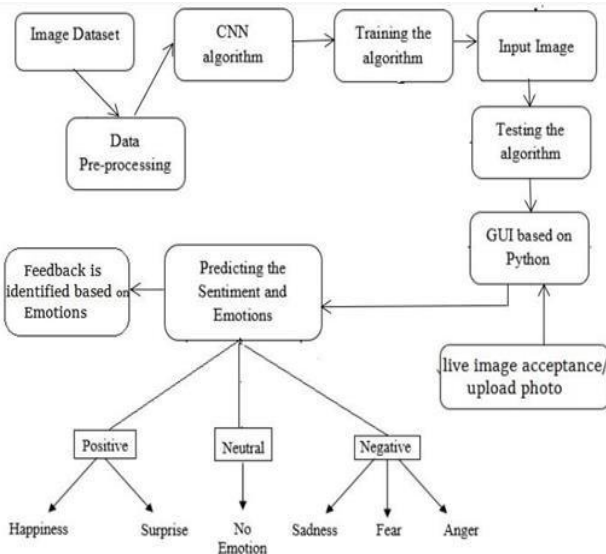 Image Dataset
CNN
algorithm
Training the
algorithm
Input Image
Data
Pre-processing
Testing the
algorithm
GUI based on
Python
Feedback is
identified based on
Emotions
Predicting the
Sentiment and
Emotions
live image acceptance/
upload photo
Positive
Neutral
Negative
Happiness
Surprise
No
Emotion
Sadness
Fear
Anger